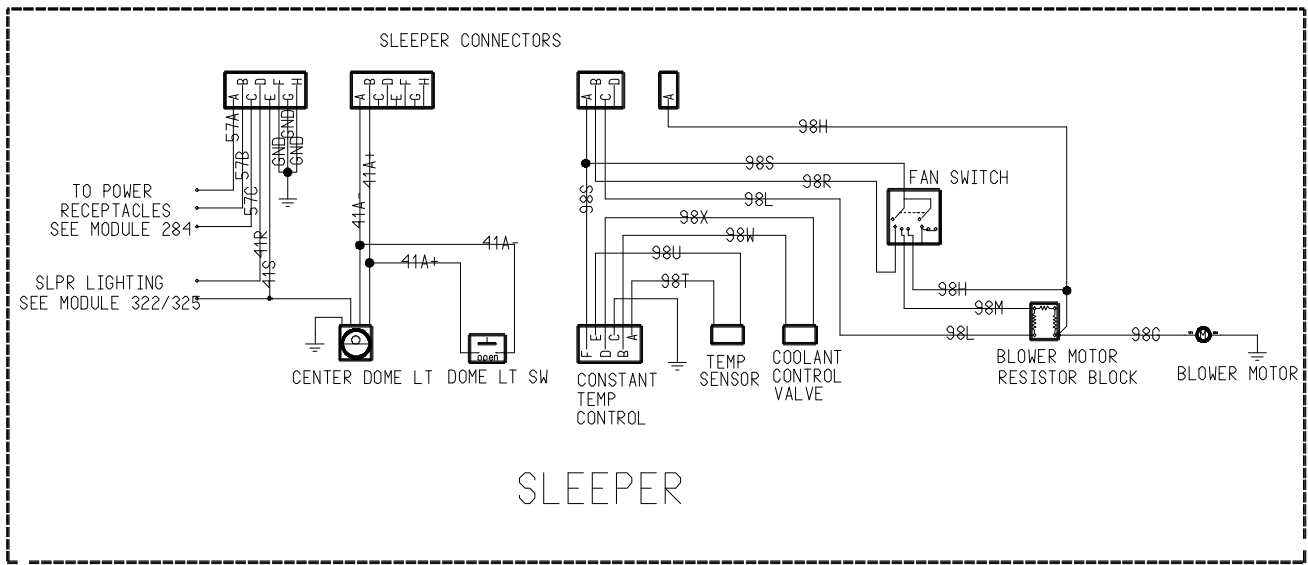 SLEEPER CONNECTORS
A B C D E F G H
A B C D E F G H
A B C D
A
57A
57B
57C
41R
41S
GND
GND
GND
41A-
41A+
98H
98S
98R
98L
98S
98X
98W
98U
98T
FAN SWITCH
TO POWER
RECEPTACLES
SEE MODULE 284
41A-
41A+
SLPR LIGHTING
SEE MODULE 322/325
98H
98M
98L
98G
F E D C B A
open
CENTER DOME LT
DOME LT SW
CONSTANT
TEMP
CONTROL
TEMP
SENSOR
COOLANT
CONTROL
VALVE
BLOWER MOTOR
RESISTOR BLOCK
M
BLOWER MOTOR
SLEEPER